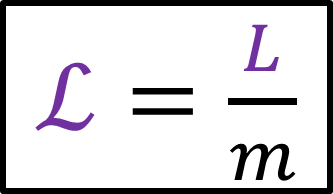 ℒ = L/m